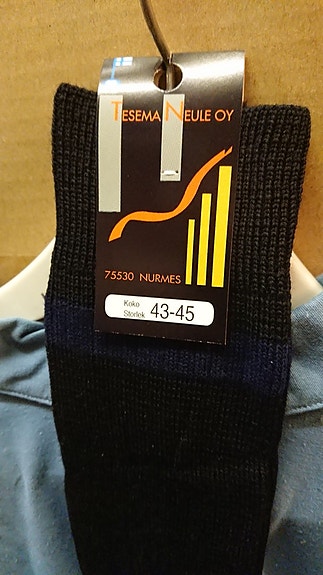 TESEMA NEULE OY
75530 NURMES
Koko
Storlek 43-45